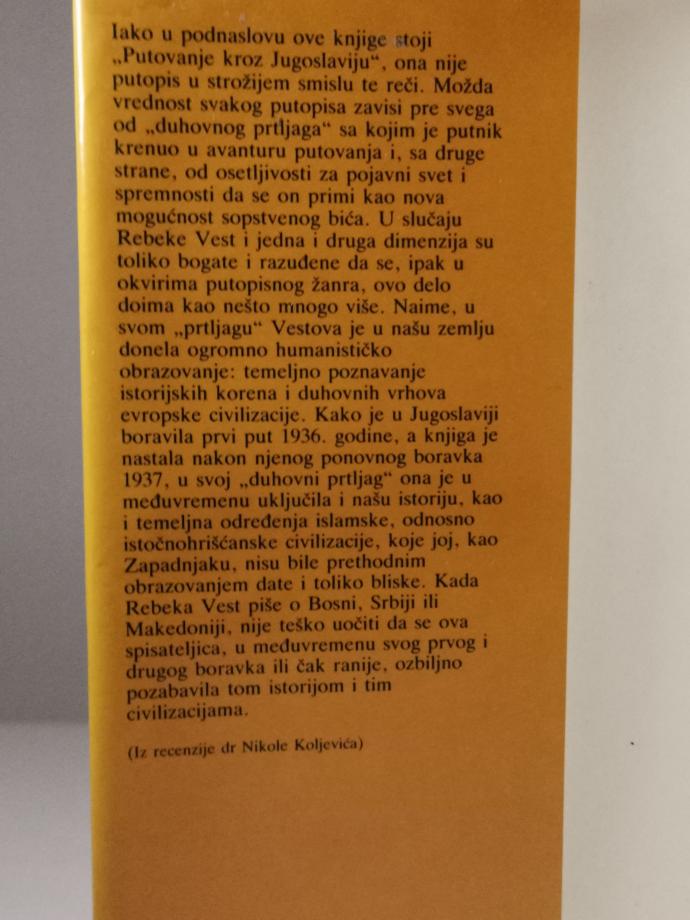 Iako u podnaslovu ove knjige stoji
„Putovanje kroz Jugoslaviju“, ona nije
putopis u strožijem smislu te reči. Možda
vrednost svakog putopisa zavisi pre svega
od „duhovnog prtljaga“ sa kojim je putnik
krenuo u avanturu putovanja i, sa druge
strane, od osetljivosti za pojavni svet i
spremnosti da se on primi kao nova
mogućnost sopstvenog bića. U slučaju
Rebeke Vest i jedna i druga dimenzija su
toliko bogate i razuđene da se, ipak u
okvirima putopisnog žanra, ovo delo
doima kao nešto mnogo više. Naime, u
svom „prtljagu“ Vestova je u našu zemlju
donela ogromno humanističko
obrazovanje: temeljno poznavanje
istorijskih korena i duhovnih vrhova
evropske civilizacije. Kako je u Jugoslaviji
boravila prvi put 1936. godine, a knjiga je
nastala nakon njenog ponovnog boravka
1937, u svoj „duhovni prtljag“ ona je u
međuvremenu uključila i našu istoriju, kao
i temeljna određenja islamske, odnosno
istočnohrišćanske civilizacije, koje joj, kao
Zapadnjaku, nisu bile prethodnim
obrazovanjem date i toliko bliske. Kada
Rebeka Vest piše o Bosni, Srbiji ili
Makedoniji, nije teško uočiti da se ova
spisateljica, u međuvremenu svog prvog i
drugog boravka ili čak ranije, ozbiljno
pozabavila tom istorijom i tim
civilizacijama.
(Iz recenzije dr Nikole Koljevića)